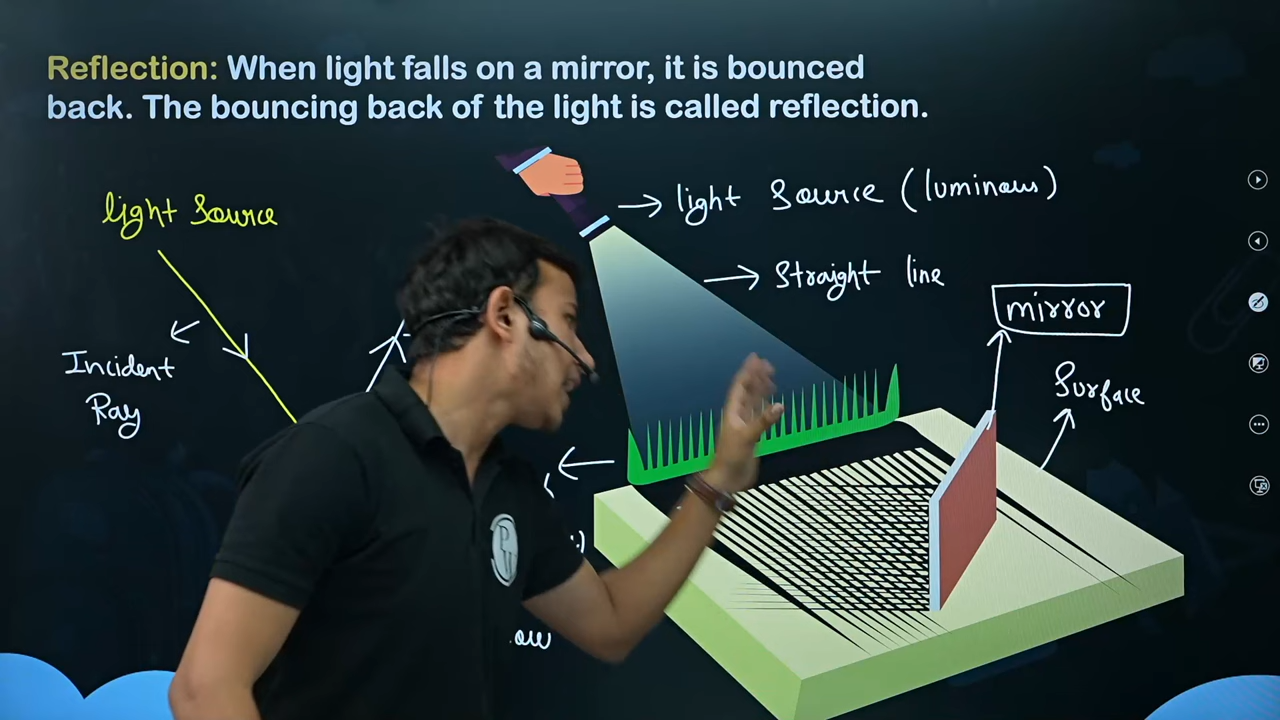 Reflection: When light falls on a mirror, it is bounced
back. The bouncing back of the light is called reflection.
light Source
→ light Source (luminous)
→ Straight line
mirror
Surface
Incident
Ray